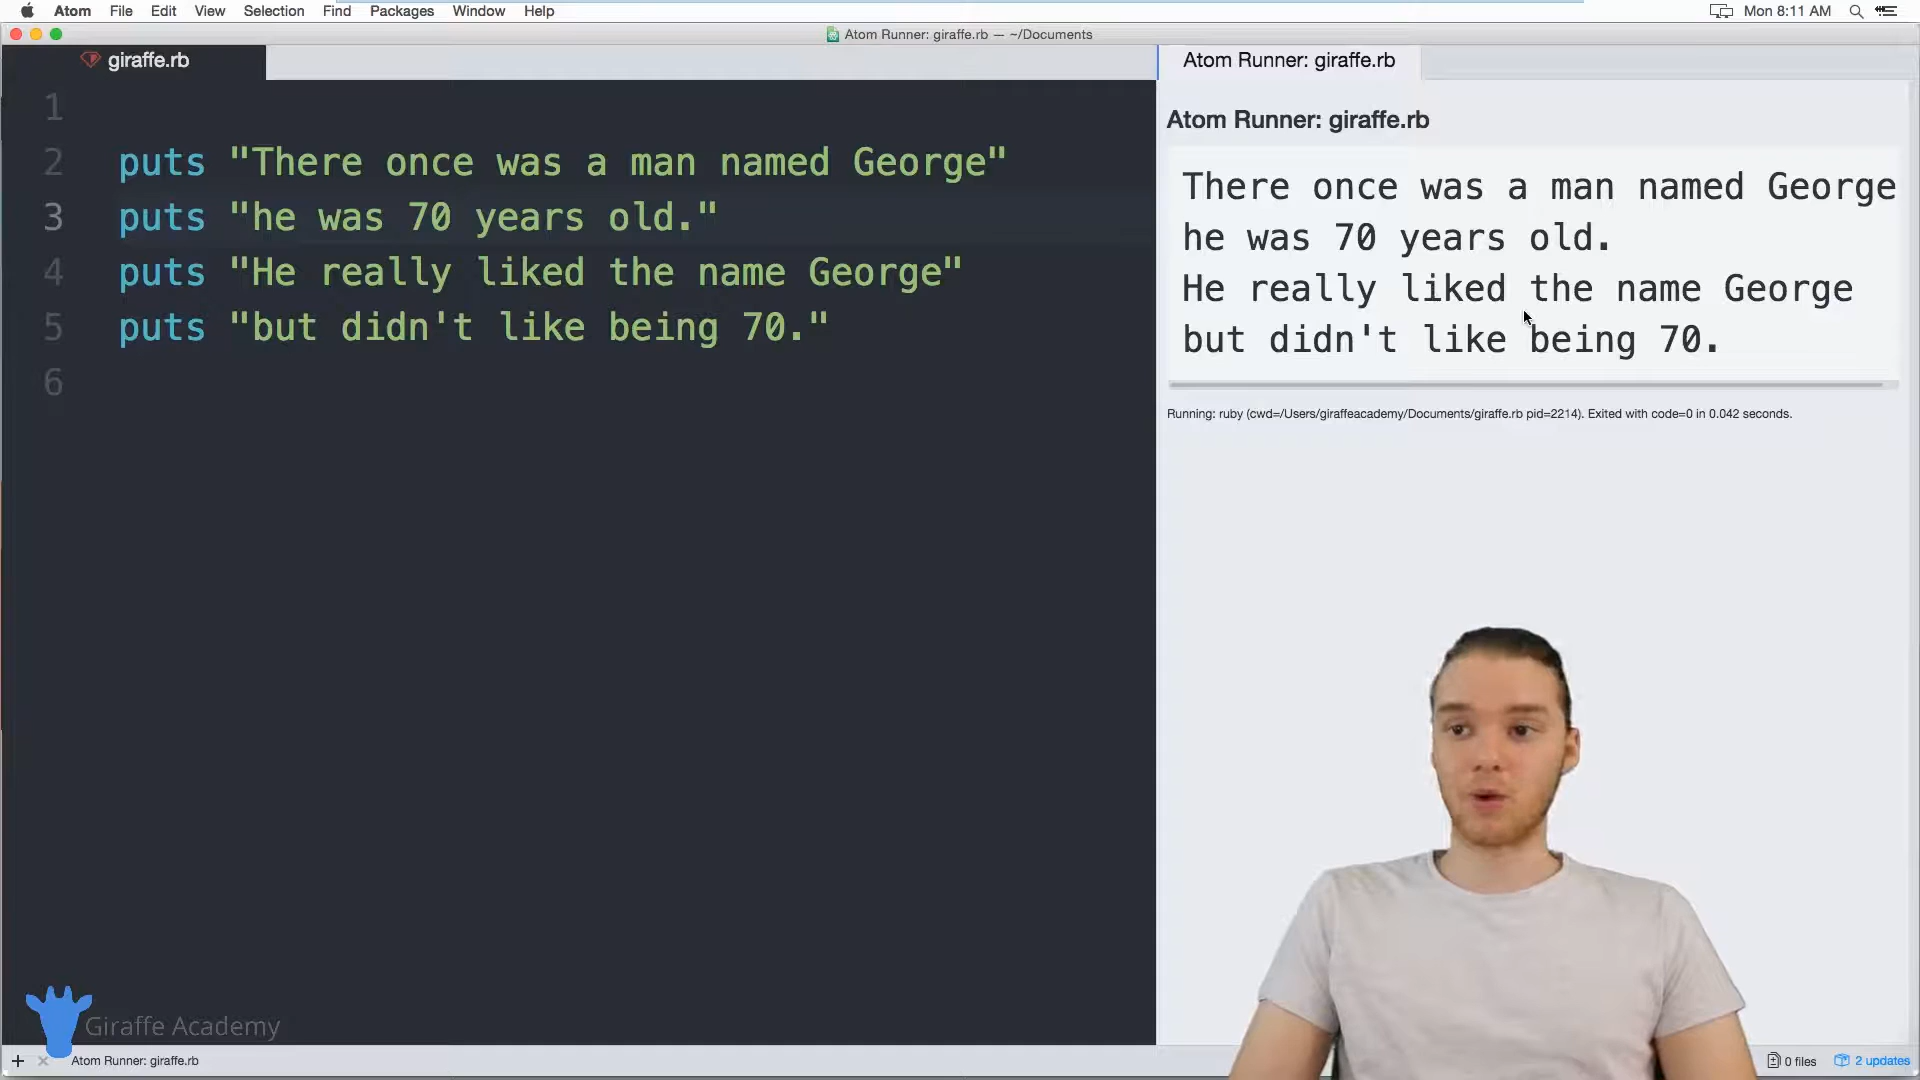 Atom File Edit View Selection Find Packages Window Help Mon 8:11 AM
Atom Runner: giraffe.rb — ~/Documents
giraffe.rb
1
2 puts "There once was a man named George"
3 puts "he was 70 years old."
4 puts "He really liked the name George"
5 puts "but didn't like being 70."
6
Atom Runner: giraffe.rb
Atom Runner: giraffe.rb
There once was a man named George
he was 70 years old.
He really liked the name George
but didn't like being 70.
Running: ruby (cwd=/Users/giraffeacademy/Documents/giraffe.rb pid=2214). Exited with code=0 in 0.042 seconds.
Giraffe Academy
Atom Runner: giraffe.rb 0 files 2 updates